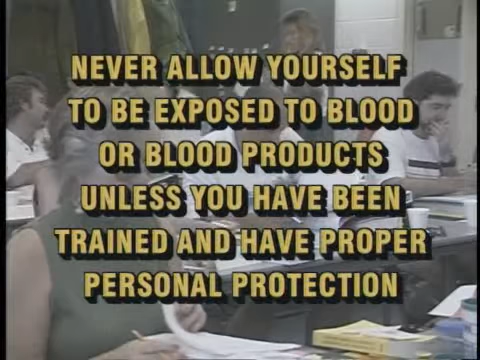 NEVER ALLOW YOURSELF
TO BE EXPOSED TO BLOOD
OR BLOOD PRODUCTS
UNLESS YOU HAVE BEEN
TRAINED AND HAVE PROPER
PERSONAL PROTECTION